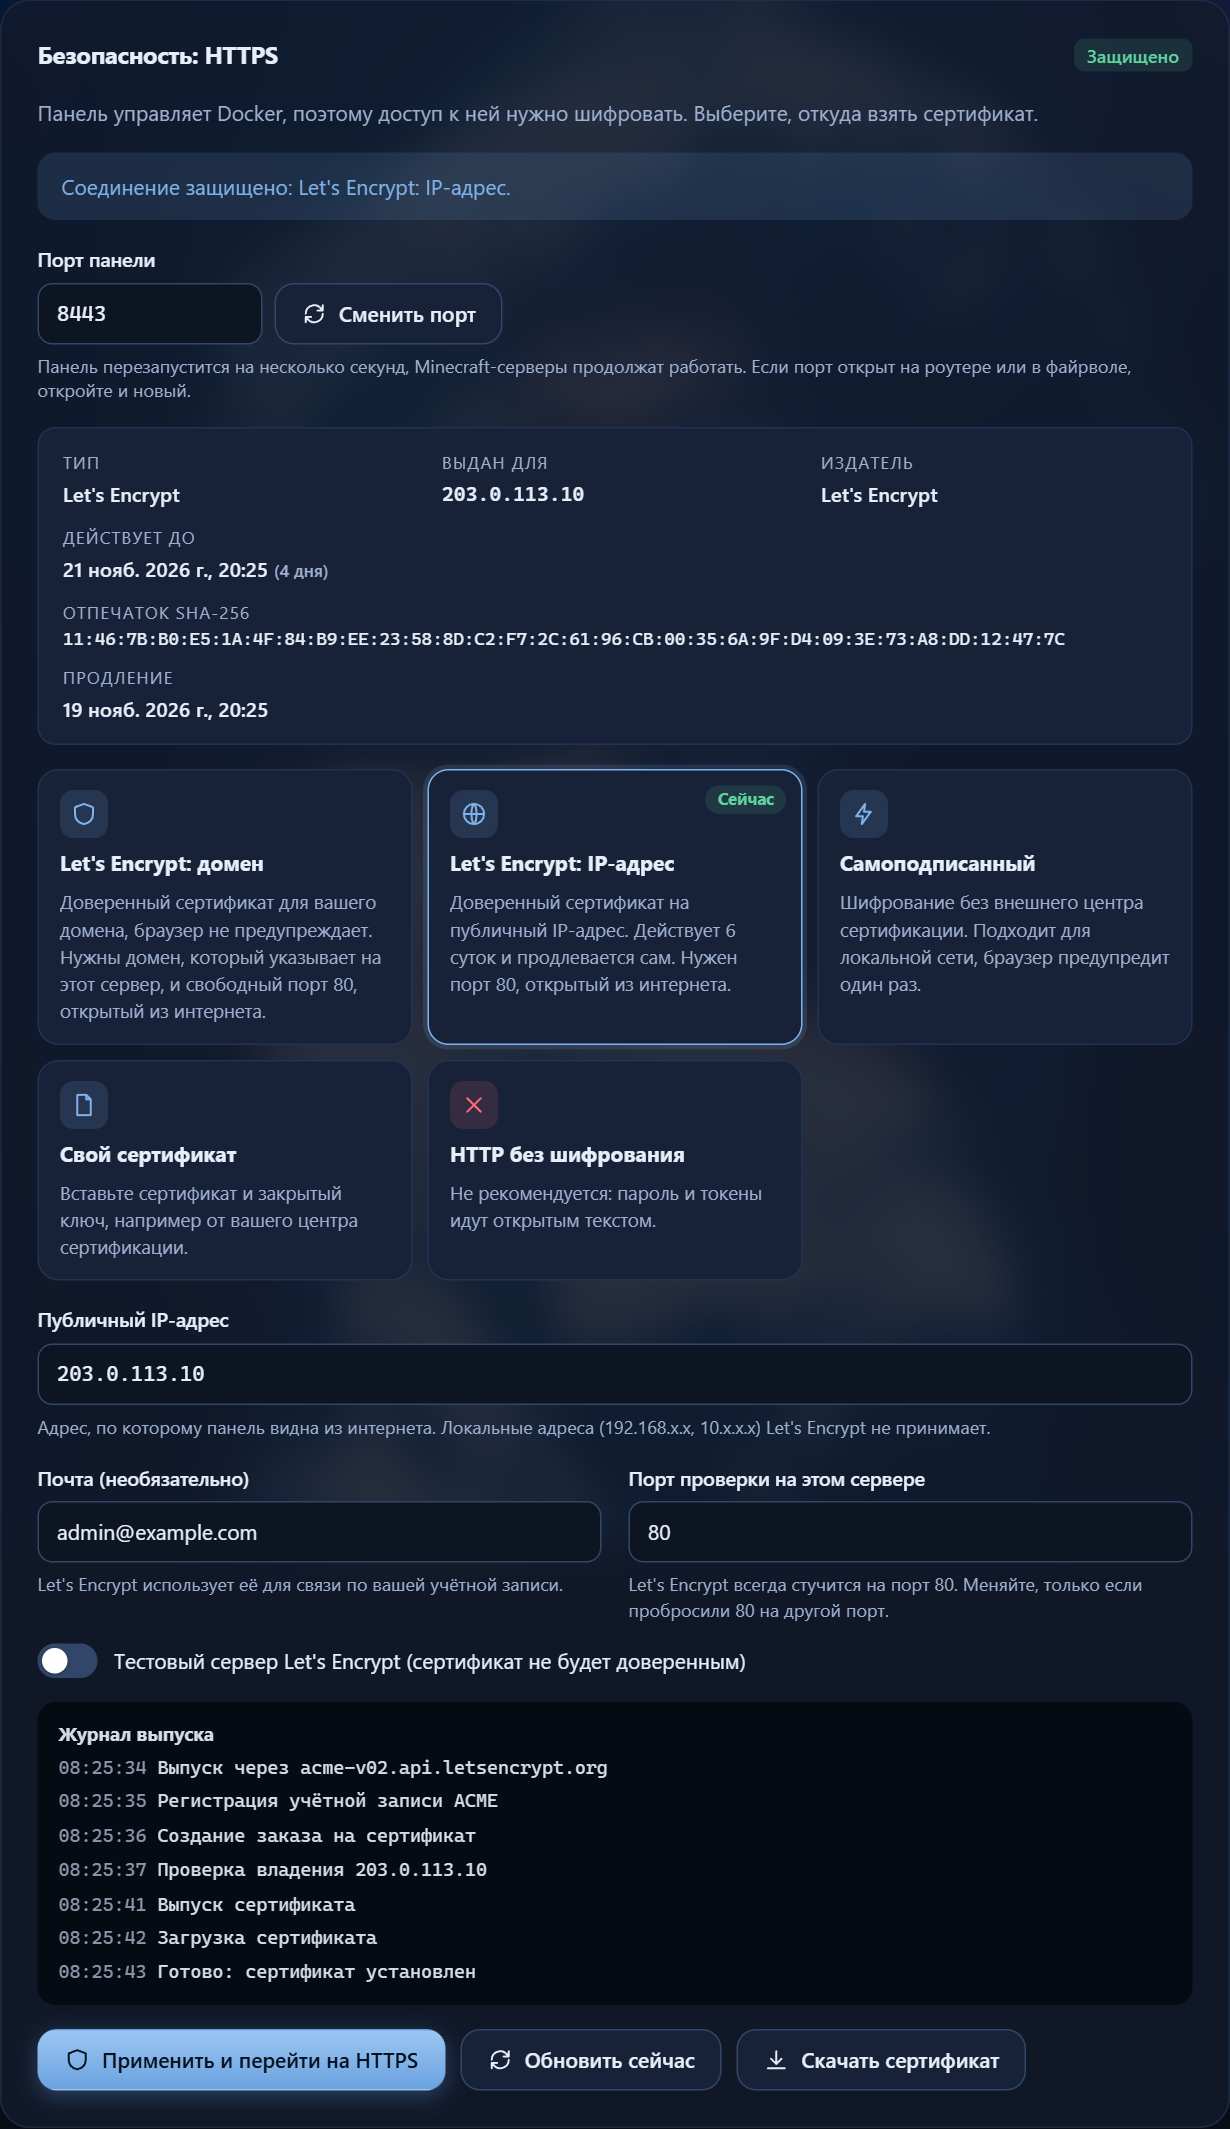 Безопасность: HTTPS
Защищено
Панель управляет Docker, поэтому доступ к ней нужно шифровать. Выберите, откуда взять сертификат.
Соединение защищено: Let's Encrypt: IP-адрес.
Порт панели
8443
Сменить порт
Панель перезапустится на несколько секунд, Minecraft-серверы продолжат работать. Если порт открыт на роутере или в файрволе,
откройте и новый.
ТИП
ВЫДАН ДЛЯ
ИЗДАТЕЛЬ
Let's Encrypt
203.0.113.10
Let's Encrypt
ДЕЙСТВУЕТ ДО
21 нояб. 2026 г., 20:25 (4 дня)
ОТПЕЧАТОК SHA-256
11:46:7B:B0:E5:1A:4F:84:B9:EE:23:58:8D:C2:F7:2C:61:96:CB:00:35:6A:9F:D4:09:3E:73:A8:DD:12:47:7C
ПРОДЛЕНИЕ
19 нояб. 2026 г., 20:25
Let's Encrypt: домен
Доверенный сертификат для вашего
домена, браузер не предупреждает.
Нужны домен, который указывает на
этот сервер, и свободный порт 80,
открытый из интернета.
Сейчас
Let's Encrypt: IP-адрес
Доверенный сертификат на
публичный IP-адрес. Действует 6
суток и продлевается сам. Нужен
порт 80, открытый из интернета.
Самоподписанный
Шифрование без внешнего центра
сертификации. Подходит для
локальной сети, браузер предупредит
один раз.
Свой сертификат
Вставьте сертификат и закрытый
ключ, например от вашего центра
сертификации.
HTTP без шифрования
Не рекомендуется: пароль и токены
идут открытым текстом.
Публичный IP-адрес
203.0.113.10
Адрес, по которому панель видна из интернета. Локальные адреса (192.168.x.x, 10.x.x.x) Let's Encrypt не принимает.
Почта (необязательно)
admin@example.com
Let's Encrypt использует её для связи по вашей учётной записи.
Порт проверки на этом сервере
80
Let's Encrypt всегда стучится на порт 80. Меняйте, только если
пробросили 80 на другой порт.
Тестовый сервер Let's Encrypt (сертификат не будет доверенным)
Журнал выпуска
08:25:34 Выпуск через acme-v02.api.letsencrypt.org
08:25:35 Регистрация учётной записи ACME
08:25:36 Создание заказа на сертификат
08:25:37 Проверка владения 203.0.113.10
08:25:41 Выпуск сертификата
08:25:42 Загрузка сертификата
08:25:43 Готово: сертификат установлен
Применить и перейти на HTTPS
Обновить сейчас
Скачать сертификат